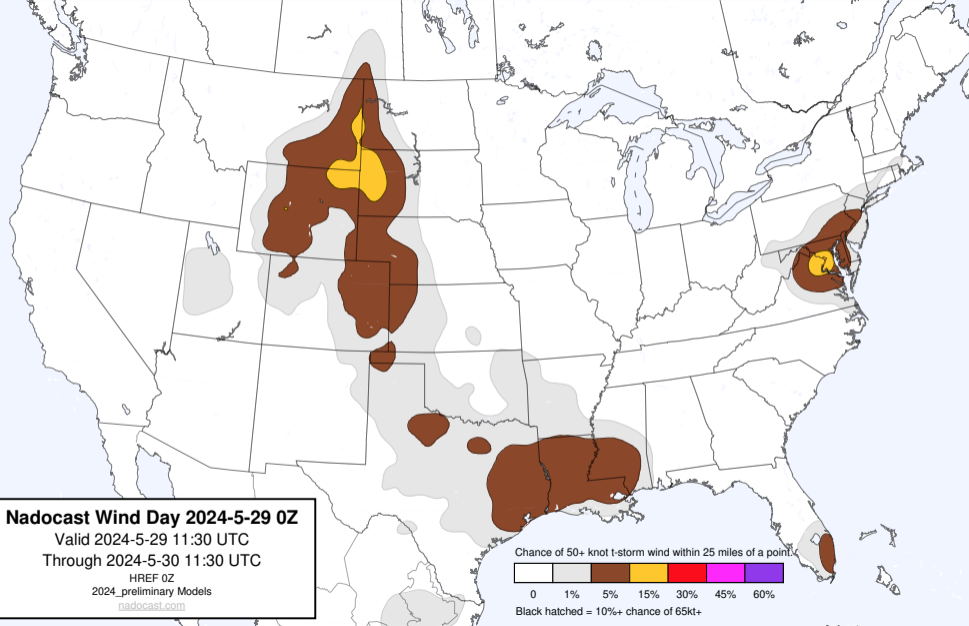 Nadocast Wind Day 2024-5-29 0Z
Valid 2024-5-29 11:30 UTC
Through 2024-5-30 11:30 UTC
HREF 0Z
2024_preliminary Models
nadocast.com
Chance of 50+ knot t-storm wind within 25 miles of a point.
0 1% 5% 15% 30% 45% 60%
Black hatched = 10%+ chance of 65kt+